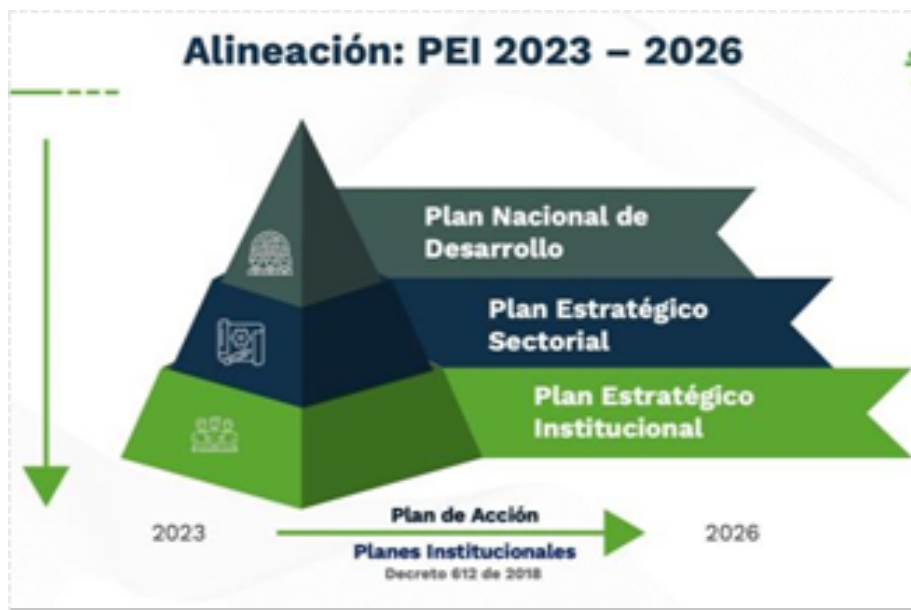 Alineación: PEI 2023 – 2026
Plan Nacional de
Desarrollo
Plan Estratégico
Sectorial
Plan Estratégico
Institucional
2023
Plan de Acción
2026
Planes Institucionales
Decreto 612 de 2018